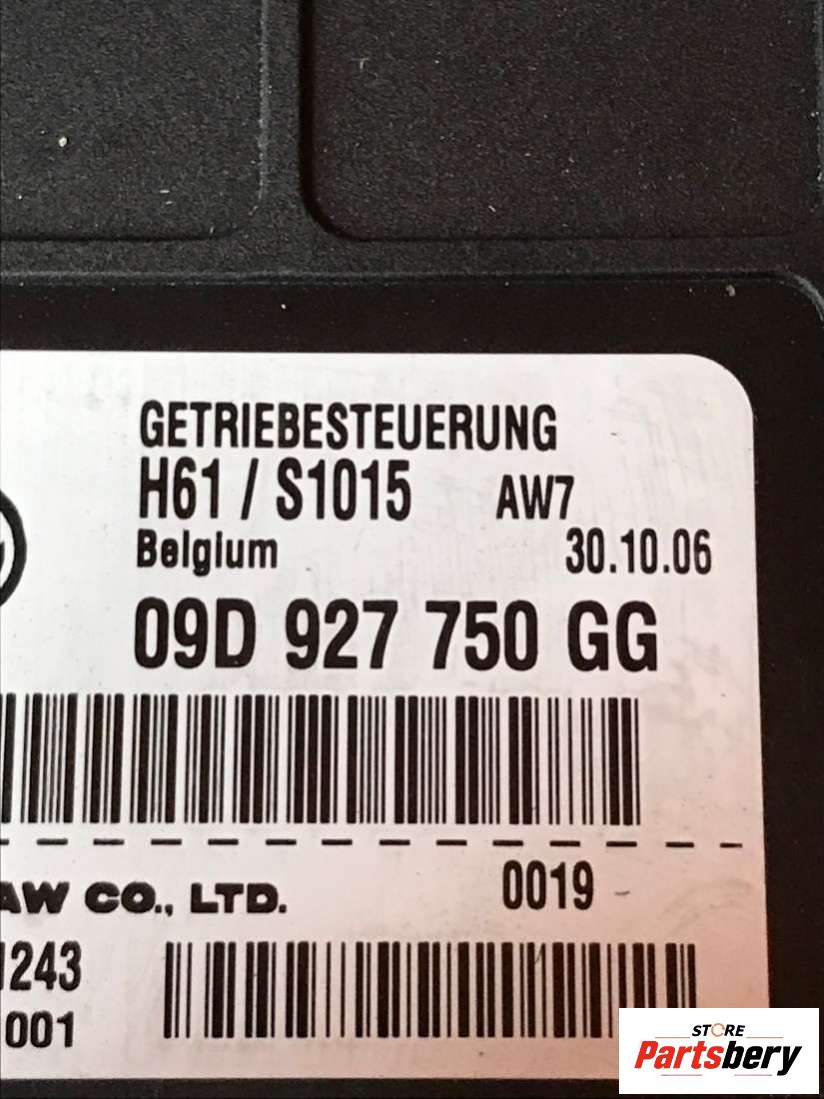 GETRIEBESTEUERUNG
H61 / S1015 AW7
Belgium 30.10.06
09D 927 750 GG
AW CO., LTD. 0019
1243
001
STORE
Partsbery